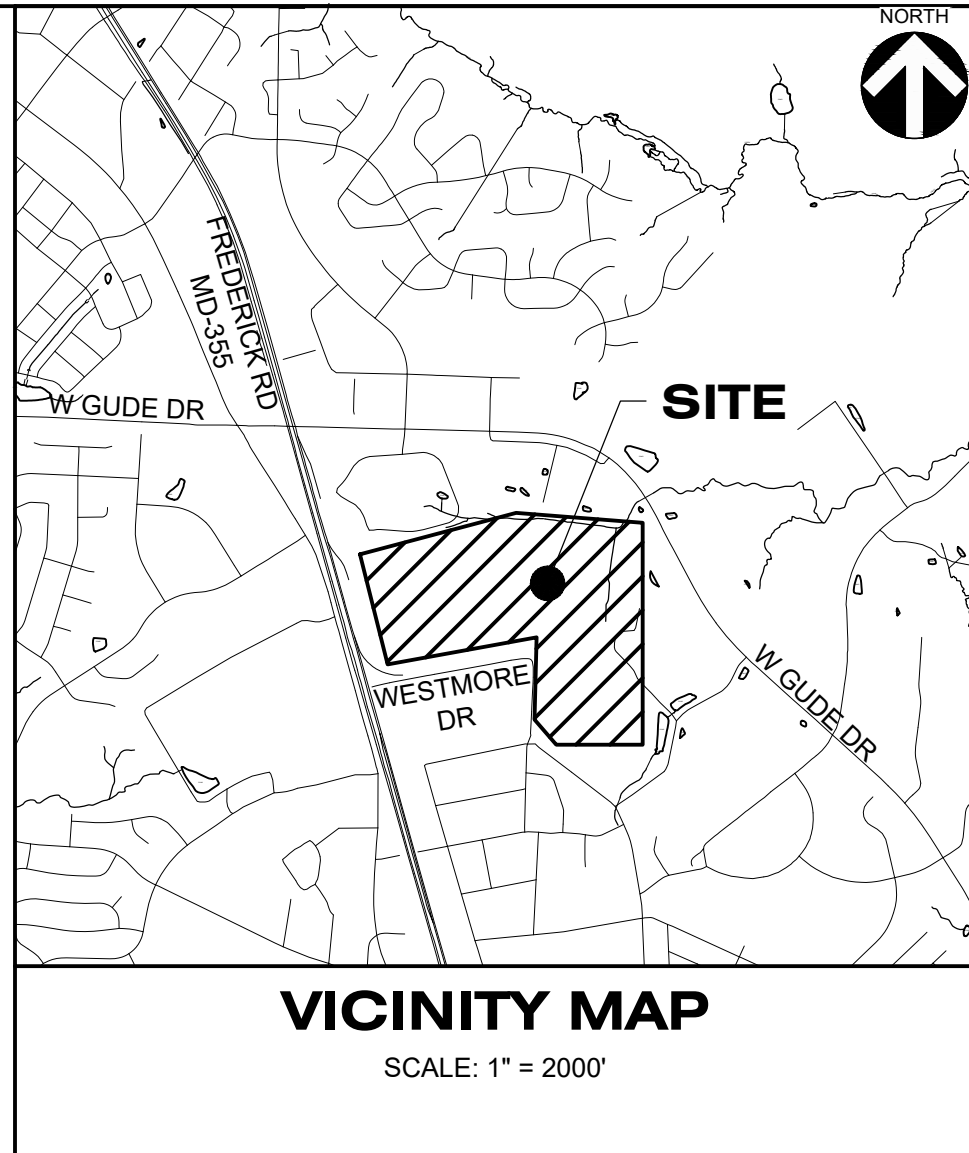 NORTH
FREDERICK RD
MD-355
W GUDE DR
SITE
WESTMORE
DR
W GUDE DR
VICINITY MAP
SCALE: 1" = 2000'